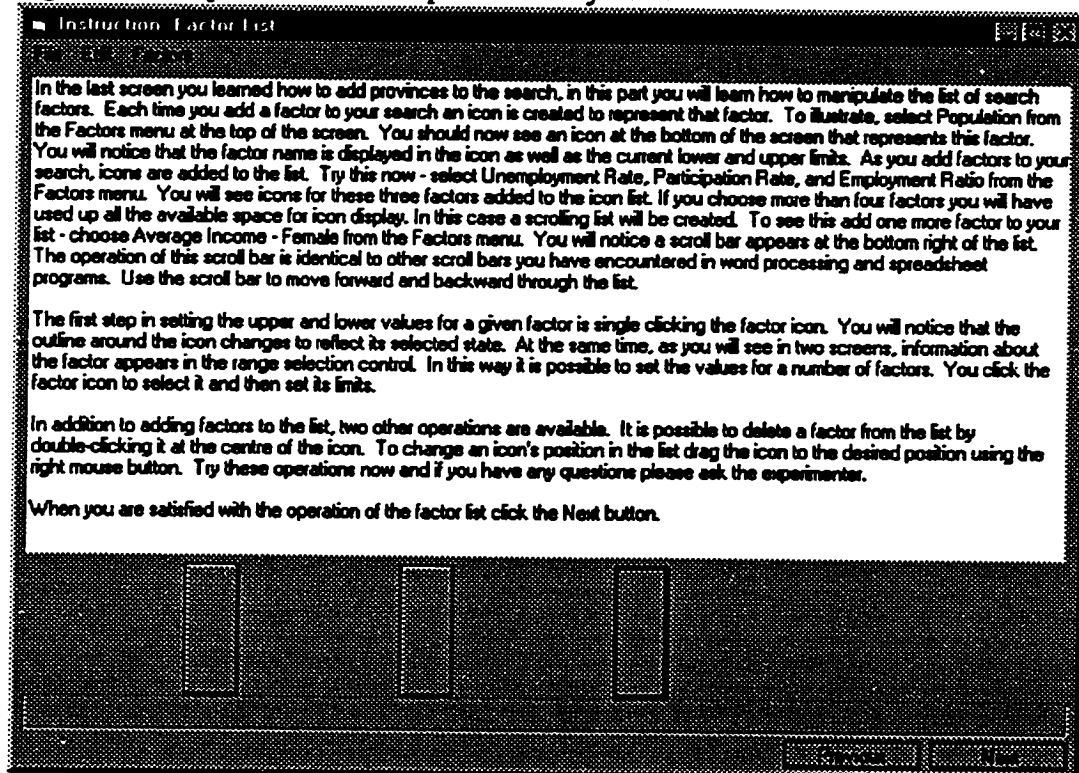 Instruction Factor List
Factors
In the last screen you learned how to add provinces to the search, in this part you will learn how to manipulate the list of search
factors. Each time you add a factor to your search an icon is created to represent that factor. To illustrate, select Population from
the Factors menu at the top of the screen. You should now see an icon at the bottom of the screen that represents this factor.
You will notice that the factor name is displayed in the icon as well as the current lower and upper limits. As you add factors to your
search, icons are added to the list. Try this now - select Unemployment Rate, Participation Rate, and Employment Ratio from the
Factors menu. You will see icons for these three factors added to the icon list. If you choose more than four factors you will have
used up all the available space for icon display. In this case a scrolling list will be created. To see this add one more factor to your
list - choose Average Income - Female from the Factors menu. You will notice a scroll bar appears at the bottom right of the list.
The operation of this scroll bar is identical to other scroll bars you have encountered in word processing and spreadsheet
programs. Use the scroll bar to move forward and backward through the list.
The first step in setting the upper and lower values for a given factor is single clicking the factor icon. You will notice that the
outline around the icon changes to reflect its selected state. At the same time, as you will see in two screens, information about
the factor appears in the range selection control. In this way it is possible to set the values for a number of factors. You click the
factor icon to select it and then set its limits.
In addition to adding factors to the list, two other operations are available. It is possible to delete a factor from the list by
double-clicking it at the centre of the icon. To change an icon's position in the list drag the icon to the desired position using the
right mouse button. Try these operations now and if you have any questions please ask the experimenter.
When you are satisfied with the operation of the factor list click the Next button.
Next